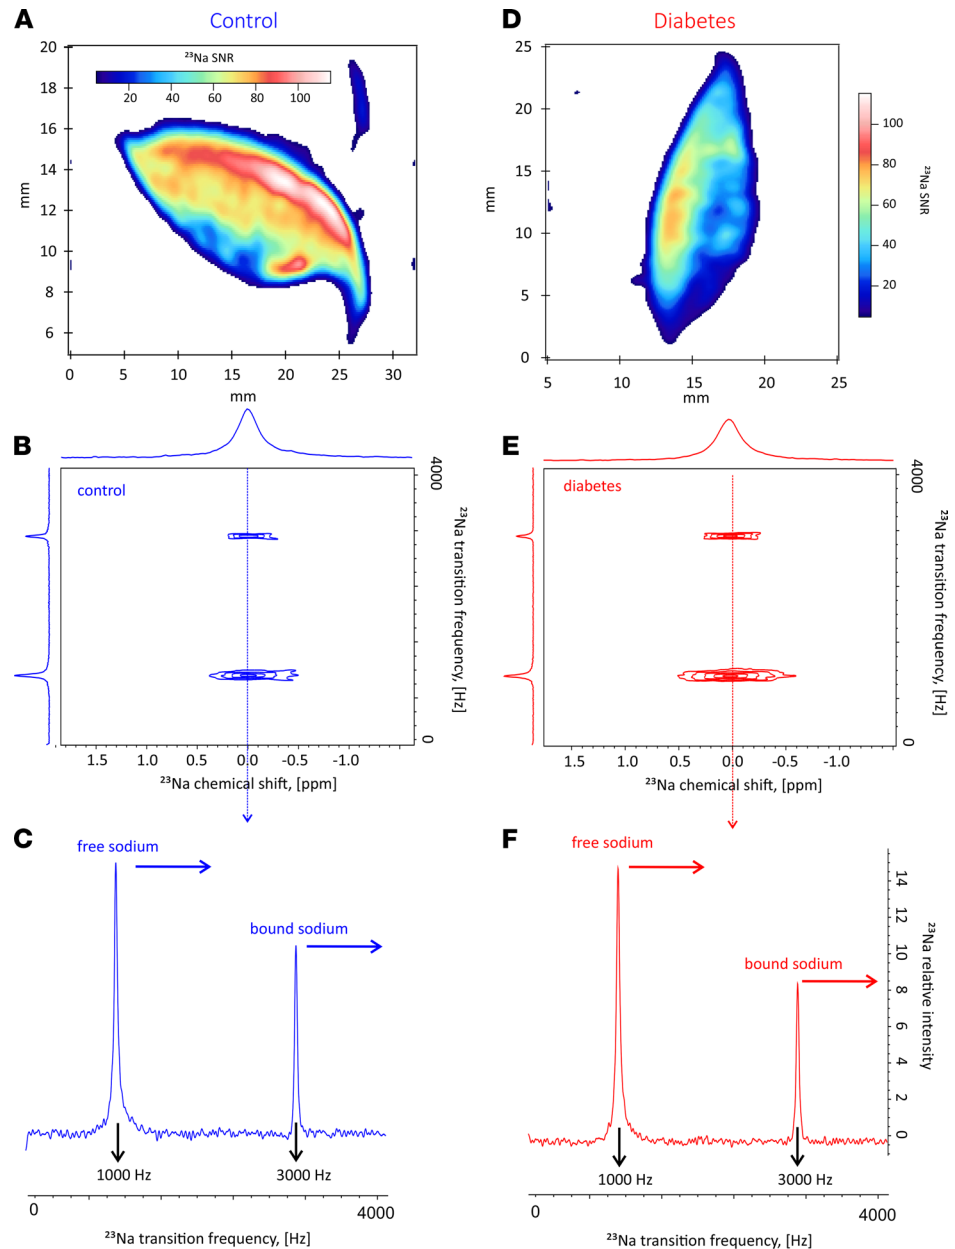 A Control
²³Na SNR
20 40 60 80 100
20
18
16
14
12
10
8
6
mm
0 5 10 15 20 25 30
mm
D Diabetes
25
20
15
10
5
0
mm
5 10 15 20 25
mm
100
80
60
40
20
²³Na SNR
B
control
4000
0
²³Na transition frequency, [Hz]
1.5 1.0 0.5 0.0 -0.5 -1.0
²³Na chemical shift, [ppm]
E
diabetes
4000
0
²³Na transition frequency, [Hz]
1.5 1.0 0.5 0.0 -0.5 -1.0
²³Na chemical shift, [ppm]
C
free sodium
bound sodium
1000 Hz 3000 Hz
0 4000
²³Na transition frequency, [Hz]
F
free sodium
bound sodium
14
12
10
8
6
4
2
0
²³Na relative intensity
1000 Hz 3000 Hz
0 4000
²³Na transition frequency, [Hz]